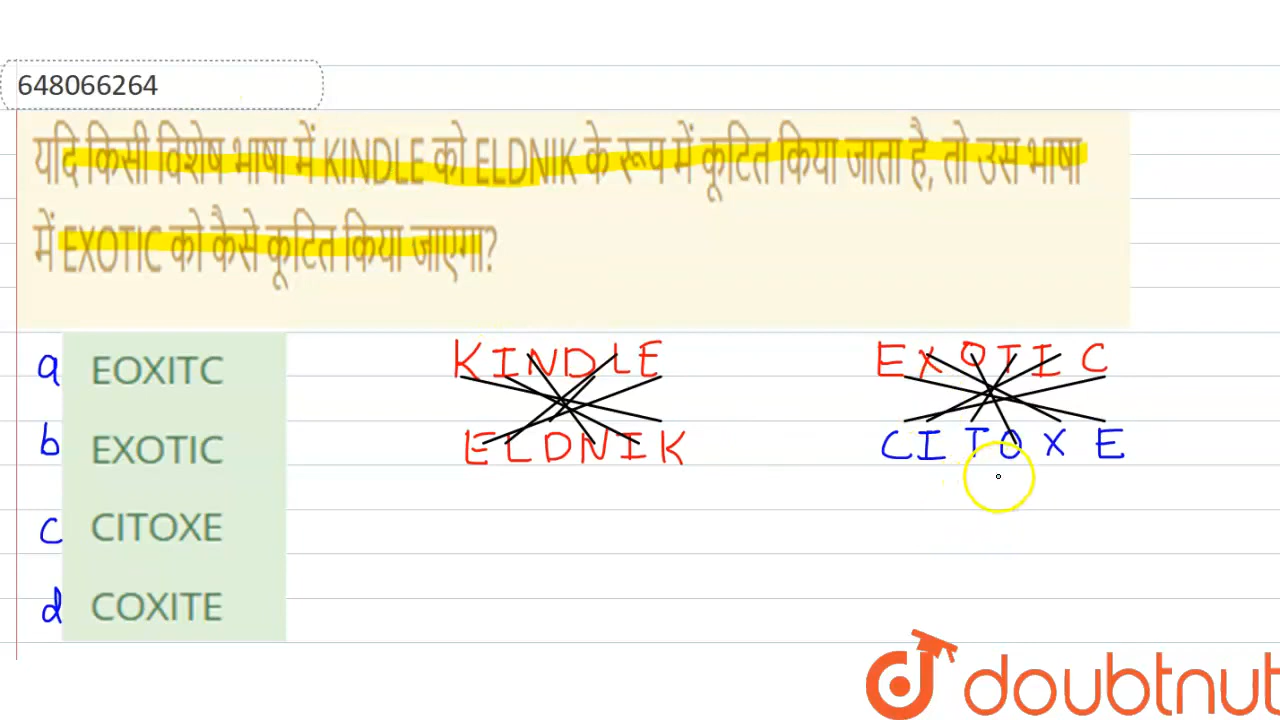 648066264
यदि किसी विशेष भाषा में KINDLE को ELDNIK के रूप में कूटित किया जाता है, तो उस भाषा
में EXOTIC को कैसे कूटित किया जाएगा?
a EOXITC
b EXOTIC
c CITOXE
d COXITE
KINDLE
ELDNIK
EXOTIC
CITOXE
doubtnut